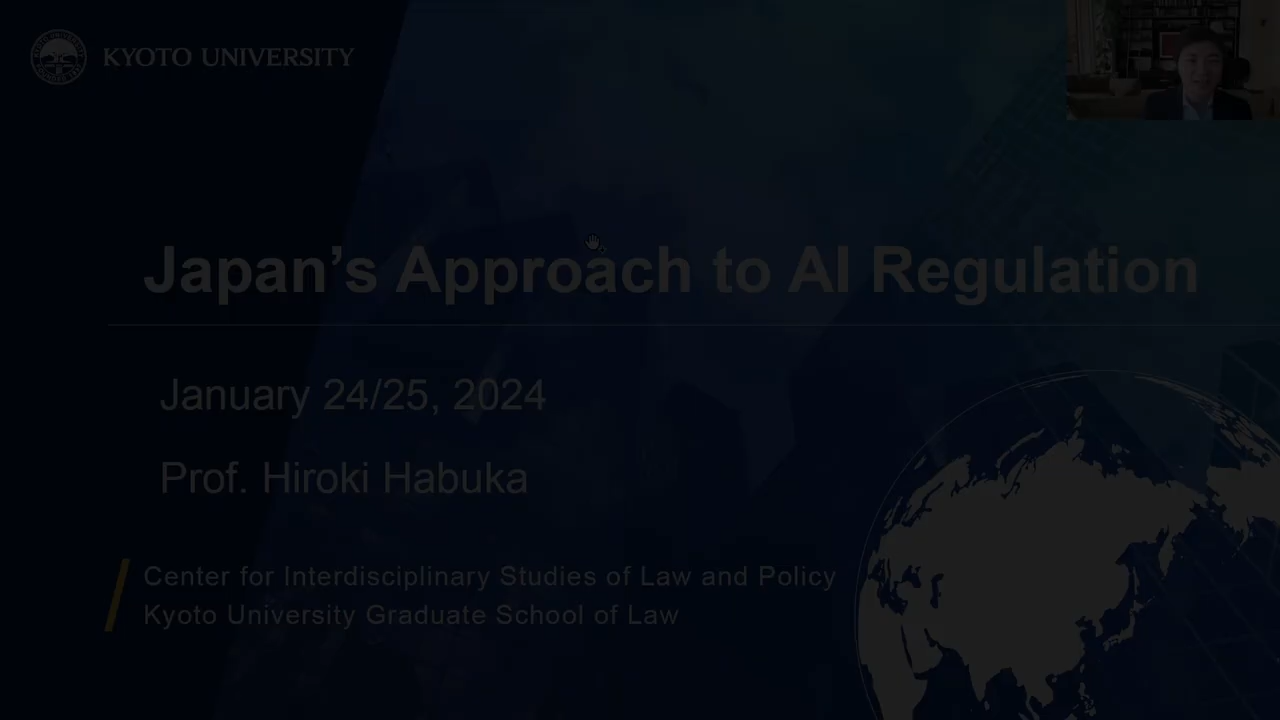 KYOTO UNIVERSITY
Japan’s Approach to AI Regulation
January 24/25, 2024
Prof. Hiroki Habuka
Center for Interdisciplinary Studies of Law and Policy
Kyoto University Graduate School of Law